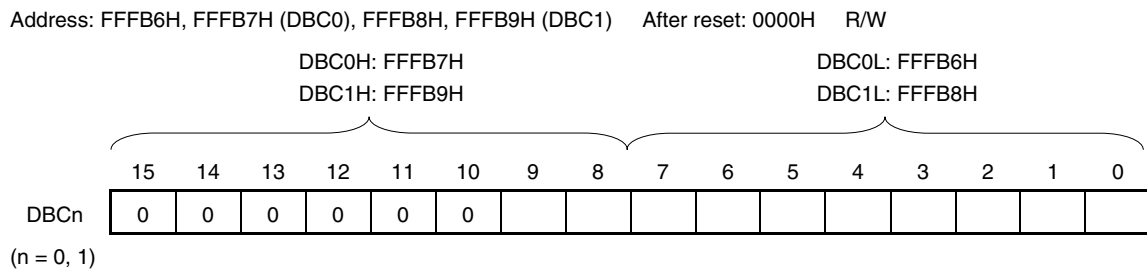 Address: FFFB6H, FFFB7H (DBC0), FFFB8H, FFFB9H (DBC1) After reset: 0000H R/W
DBC0H: FFFB7H DBC0L: FFFB6H
DBC1H: FFFB9H DBC1L: FFFB8H
15 14 13 12 11 10 9 8 7 6 5 4 3 2 1 0
DBCn 0 0 0 0 0 0
(n = 0, 1)